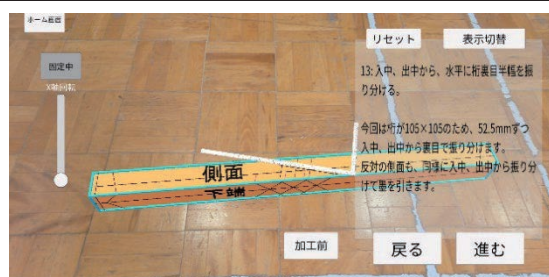 ホーム画面
リセット
表示切替
固定中
X軸回転
13:入中、出中から、水平に桁裏目半幅を振
り分ける。
今回は桁が105×105のため、52.5mmずつ
入中、出中から裏目で振り分けます。
反対の側面も、同様に入中、出中から振り分
けて墨を引きます。
側面
下端
加工前
戻る
進む